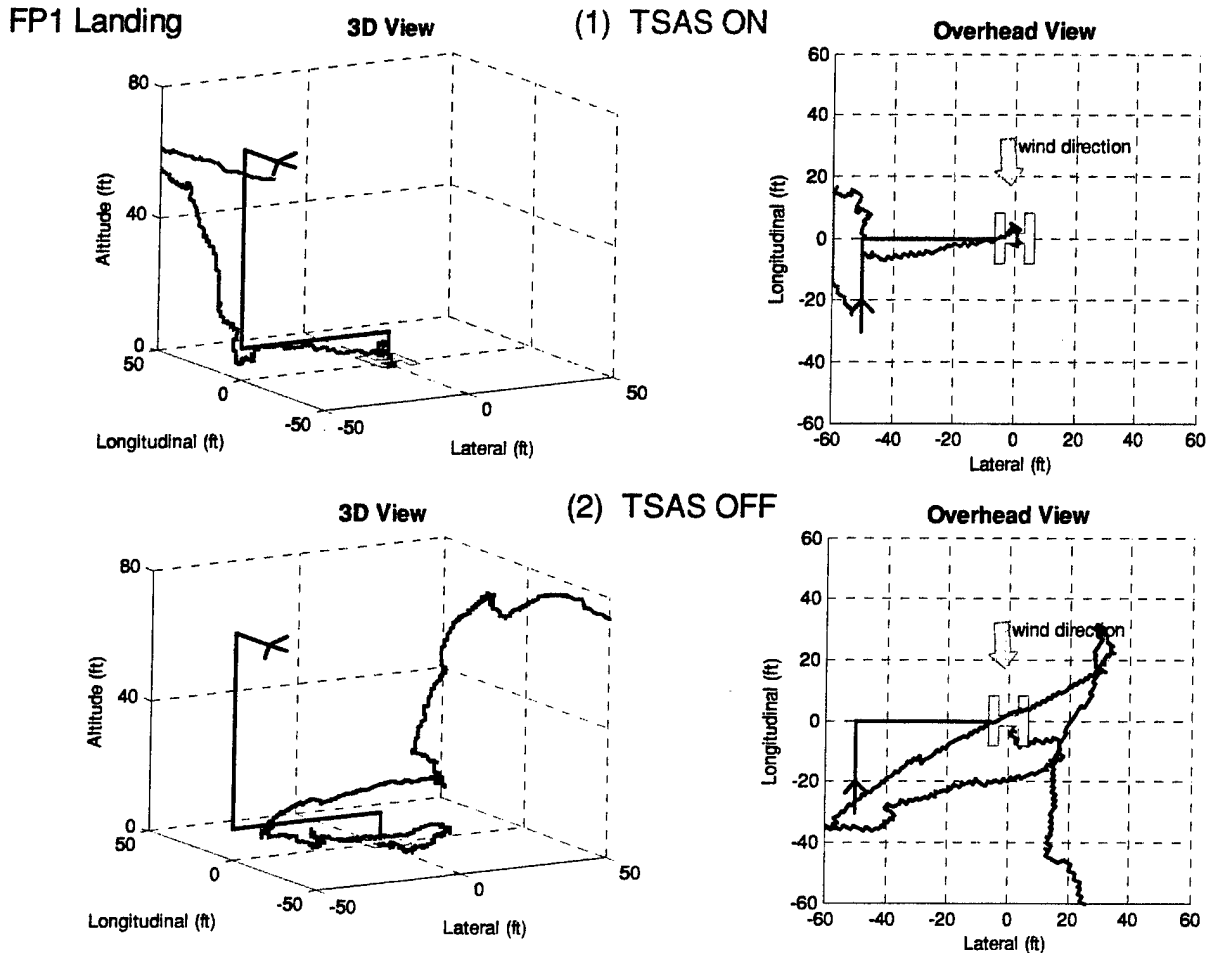 FP1 Landing
(1) TSAS ON
3D View
Altitude (ft)
80
40
0
50
0
-50
Longitudinal (ft)
-50
0
50
Lateral (ft)
Overhead View
wind direction
H
Longitudinal (ft)
60
40
20
0
-20
-40
-60
-60
-40
-20
0
20
40
60
Lateral (ft)
(2) TSAS OFF
3D View
Altitude (ft)
80
40
0
50
0
-50
Longitudinal (ft)
-50
0
50
Lateral (ft)
Overhead View
wind direction
H
Longitudinal (ft)
60
40
20
0
-20
-40
-60
-60
-40
-20
0
20
40
60
Lateral (ft)